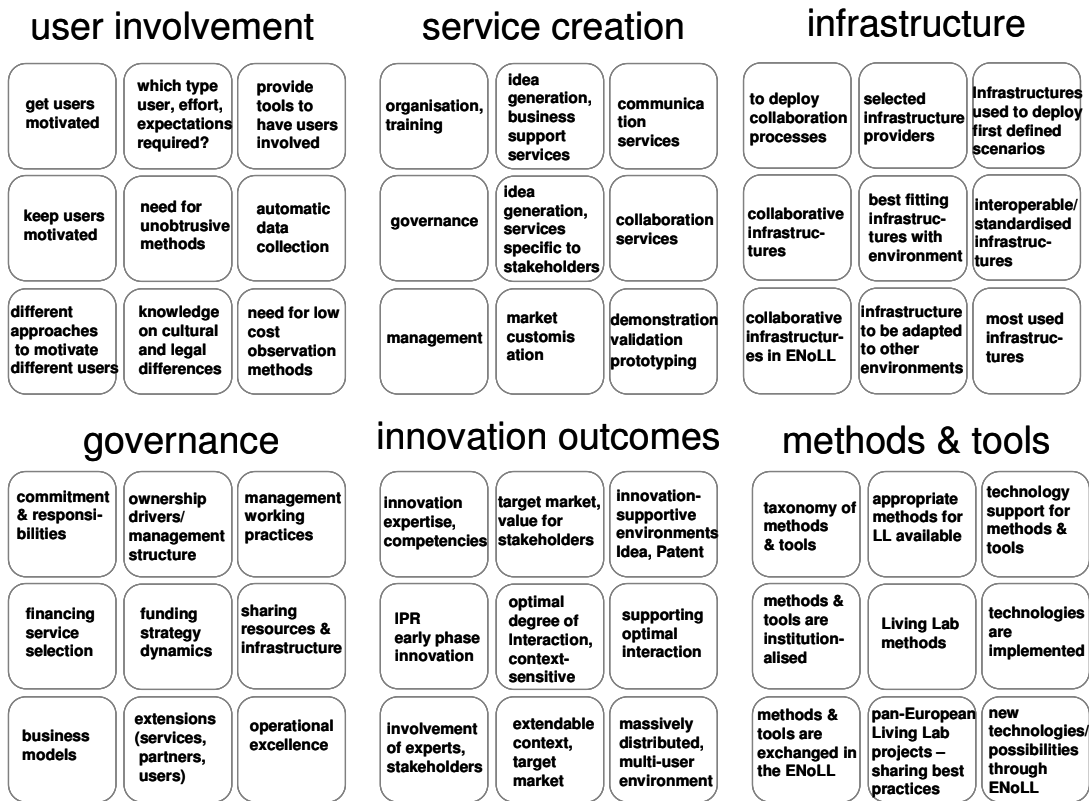 user involvement
get users
motivated
which type
user, effort,
expectations
required?
provide
tools to
have users
involved
keep users
motivated
need for
unobtrusive
methods
automatic
data
collection
different
approaches
to motivate
different users
knowledge
on cultural
and legal
differences
need for low
cost
observation
methods
service creation
organisation,
training
idea
generation,
business
support
services
communica
tion
services
governance
idea
generation,
services
specific to
stakeholders
collaboration
services
management
market
customis
ation
demonstration
validation
prototyping
infrastructure
to deploy
collaboration
processes
selected
infrastructure
providers
Infrastructures
used to deploy
first defined
scenarios
collaborative
infrastruc-
tures
best fitting
infrastruc-
tures with
environment
interoperable/
standardised
infrastruc-
tures
collaborative
infrastructur-
es in ENoLL
infrastructure
to be adapted
to other
environments
most used
infrastruc-
tures
governance
commitment
& responsi-
bilities
ownership
drivers/
management
structure
management
working
practices
financing
service
selection
funding
strategy
dynamics
sharing
resources &
infrastructure
business
models
extensions
(services,
partners,
users)
operational
excellence
innovation outcomes
innovation
expertise,
competencies
target market,
value for
stakeholders
innovation-
supportive
environments
Idea, Patent
IPR
early phase
innovation
optimal
degree of
Interaction,
context-
sensitive
supporting
optimal
interaction
involvement
of experts,
stakeholders
extendable
context,
target
market
massively
distributed,
multi-user
environment
methods & tools
taxonomy of
methods
& tools
appropriate
methods for
LL available
technology
support for
methods &
tools
methods &
tools are
institution-
alised
Living Lab
methods
technologies
are
implemented
methods &
tools are
exchanged in
the ENoLL
pan-European
Living Lab
projects –
sharing best
practices
new
technologies/
possibilities
through
ENoLL